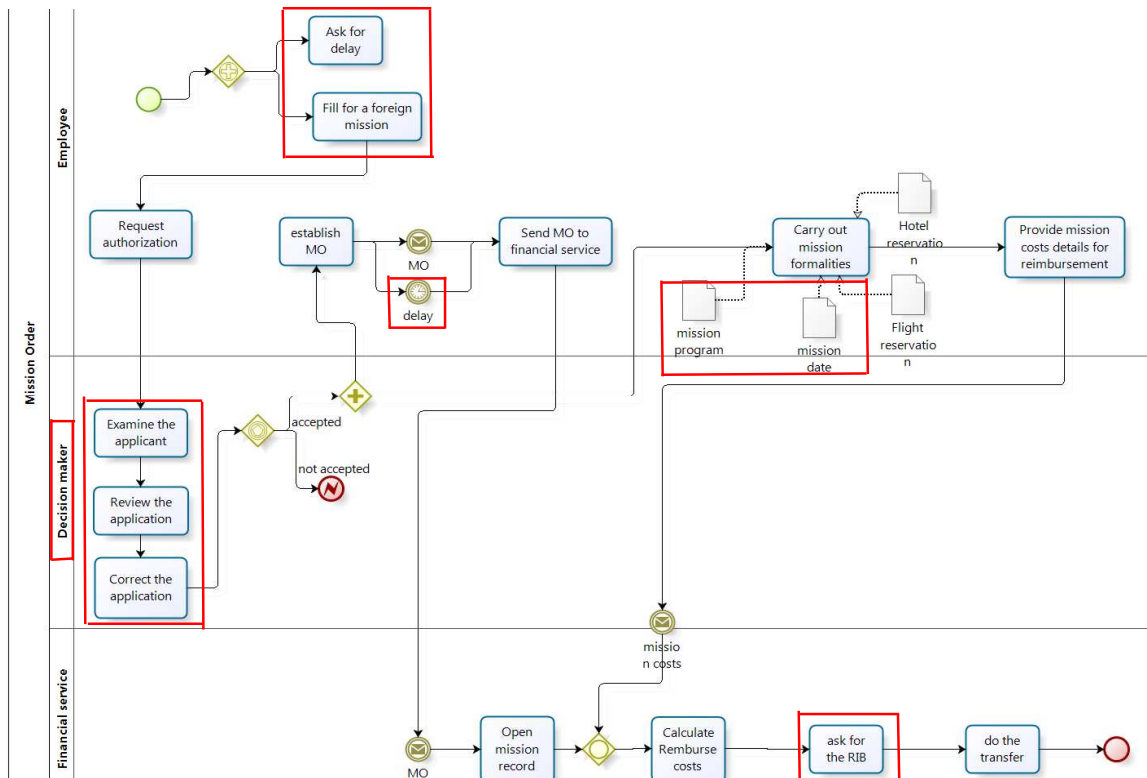 Mission Order
Employee
Ask for
delay
Fill for a foreign
mission
Request
authorization
establish
MO
MO
delay
Send MO to
financial service
Carry out
mission
formalities
Hotel
reservatio
n
Provide mission
costs details for
reimbursement
mission
program
mission
date
Flight
reservatio
n
Decision maker
Examine the
applicant
Review the
application
Correct the
application
accepted
not accepted
missio
n costs
Financial service
MO
Open
mission
record
Calculate
Remburse
costs
ask for
the RIB
do the
transfer